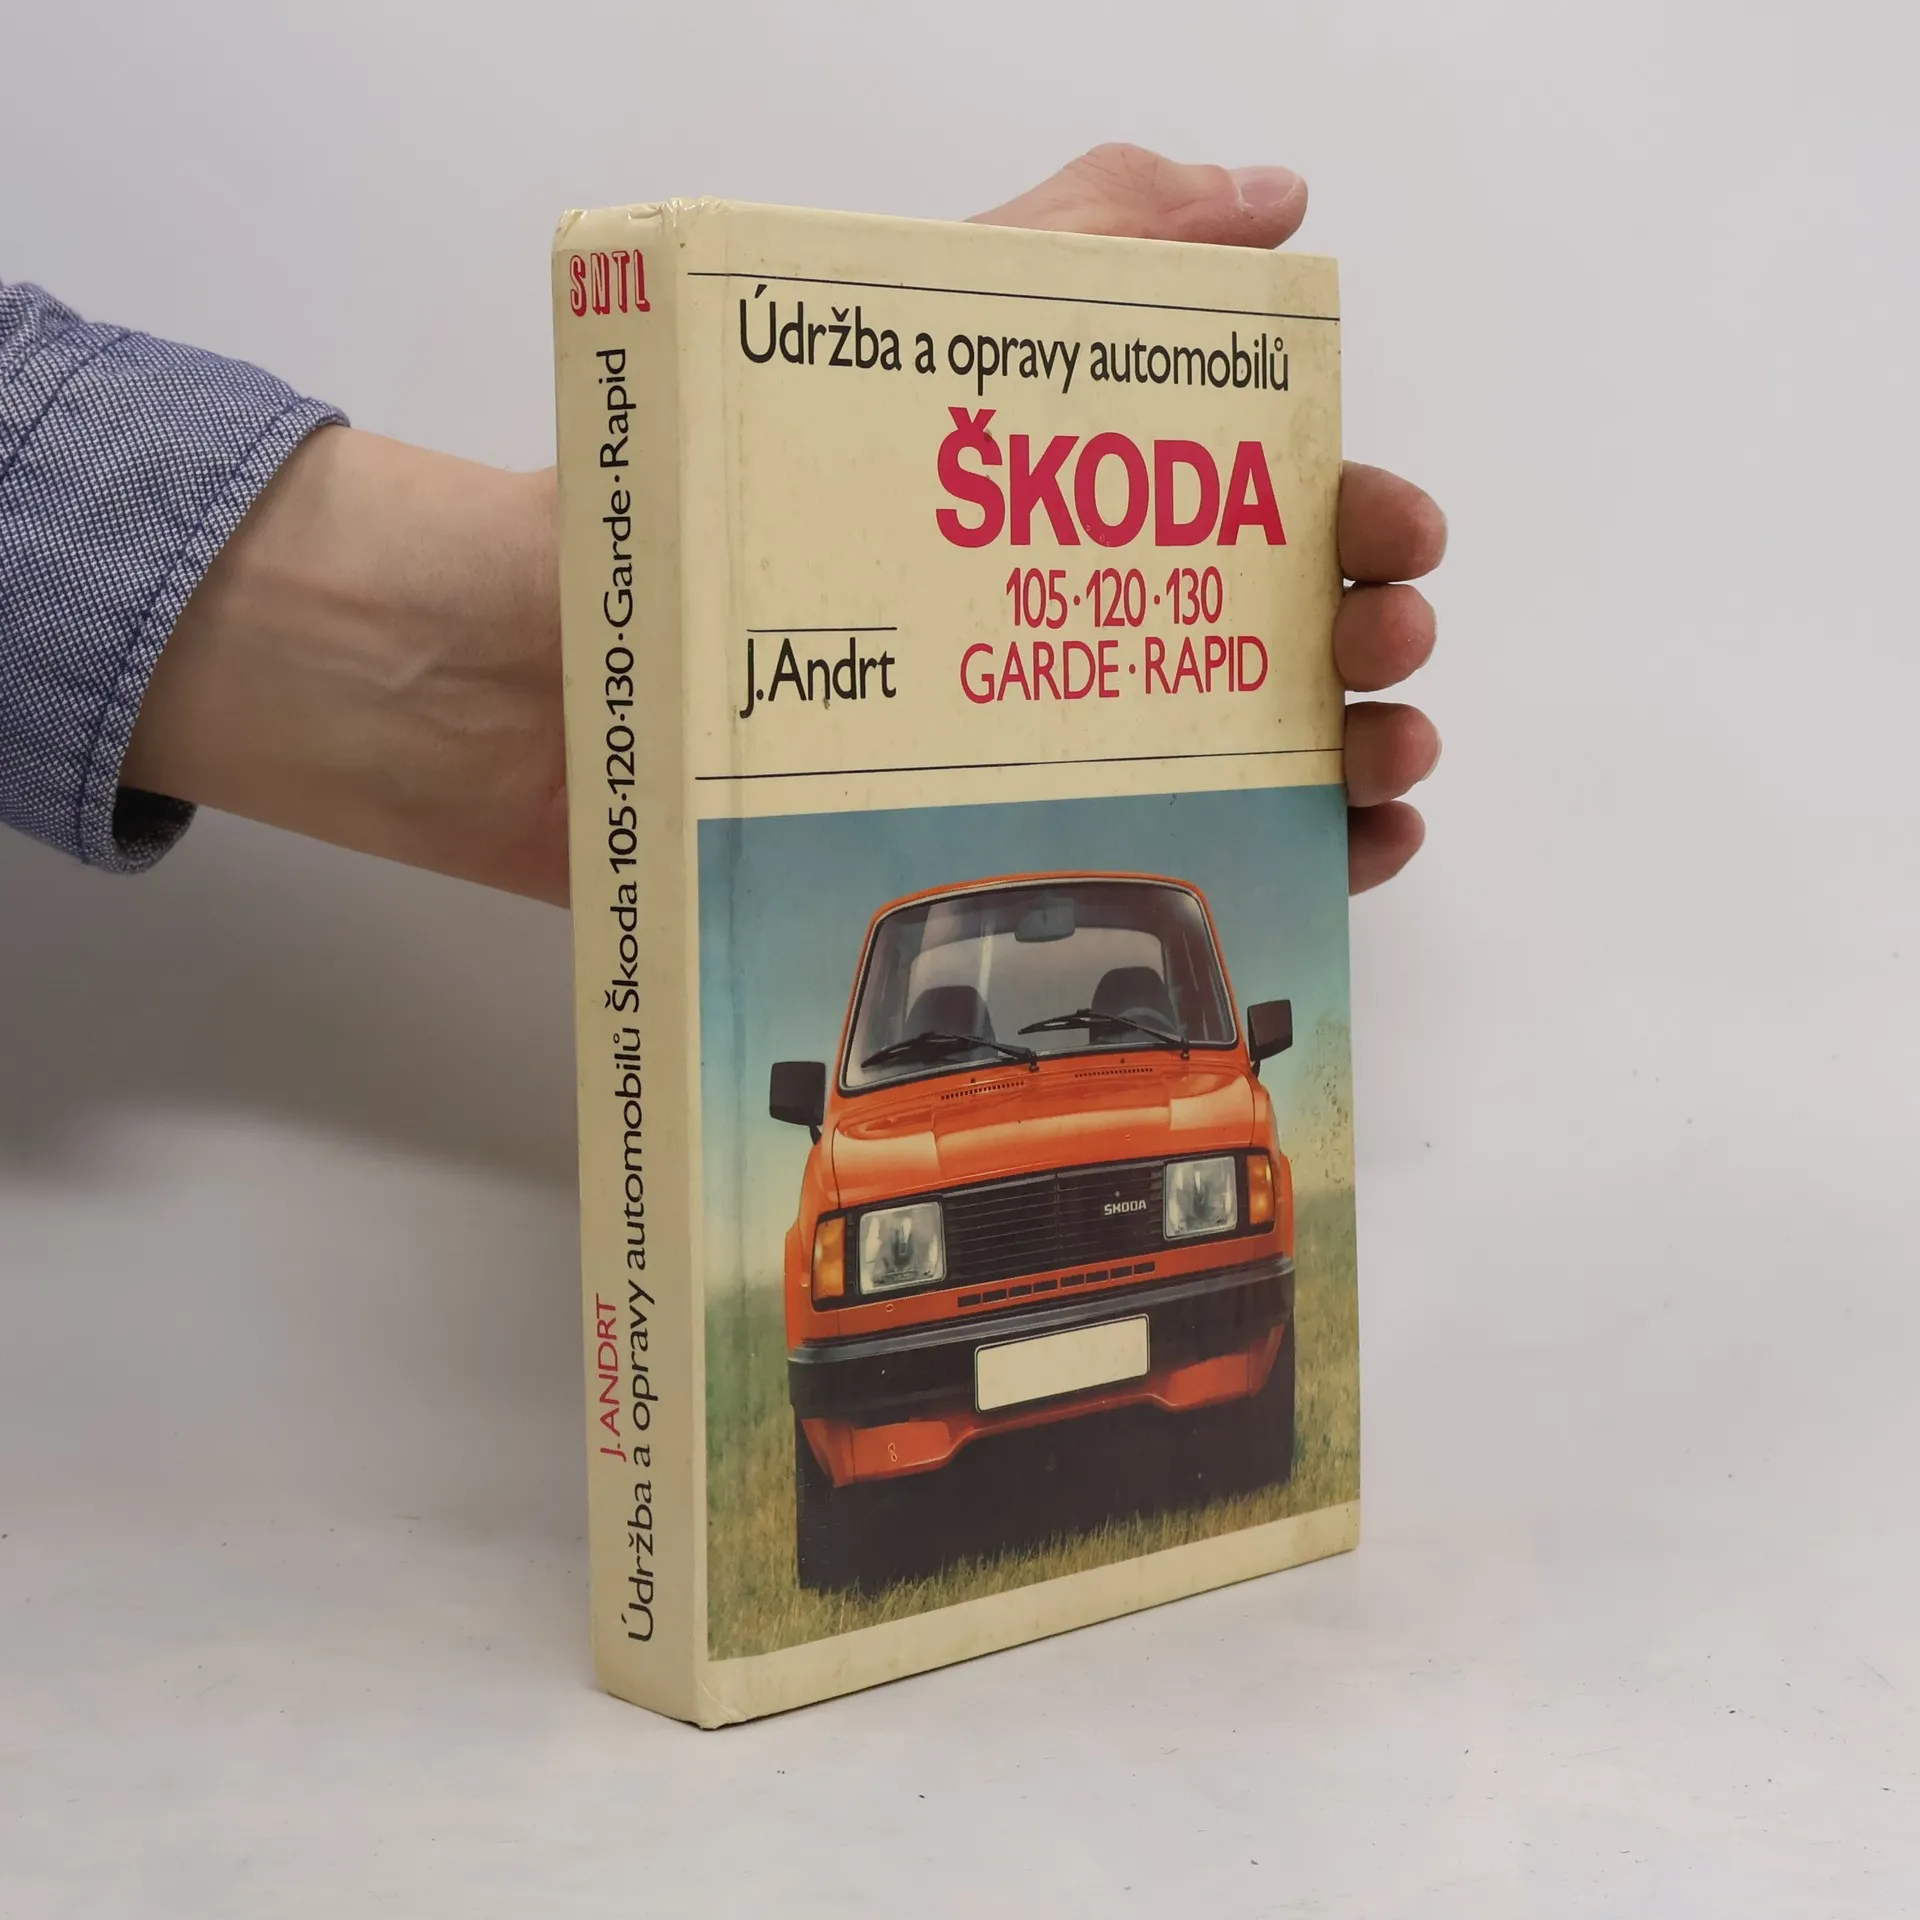 SNTL
J. ANDRT
Údržba a opravy automobilů Škoda 105·120·130·Garde·Rapid
Údržba a opravy automobilů
ŠKODA
105·120·130
GARDE·RAPID
J. Andrt
SKODA